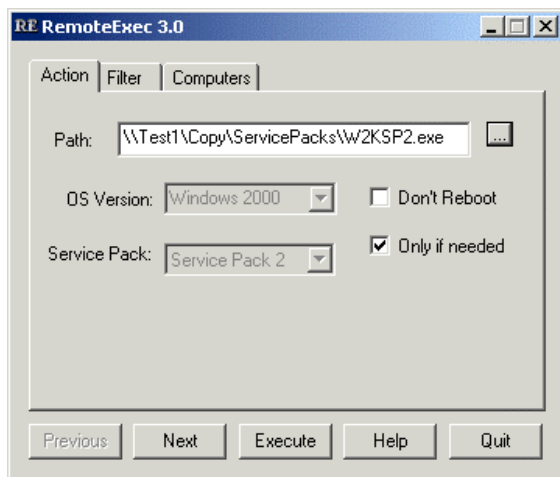 RE RemoteExec 3.0
Action Filter Computers
Path: \\Test1\Copy\ServicePacks\W2KSP2.exe ...
OS Version: Windows 2000 Don't Reboot
Service Pack: Service Pack 2 Only if needed
Previous Next Execute Help Quit